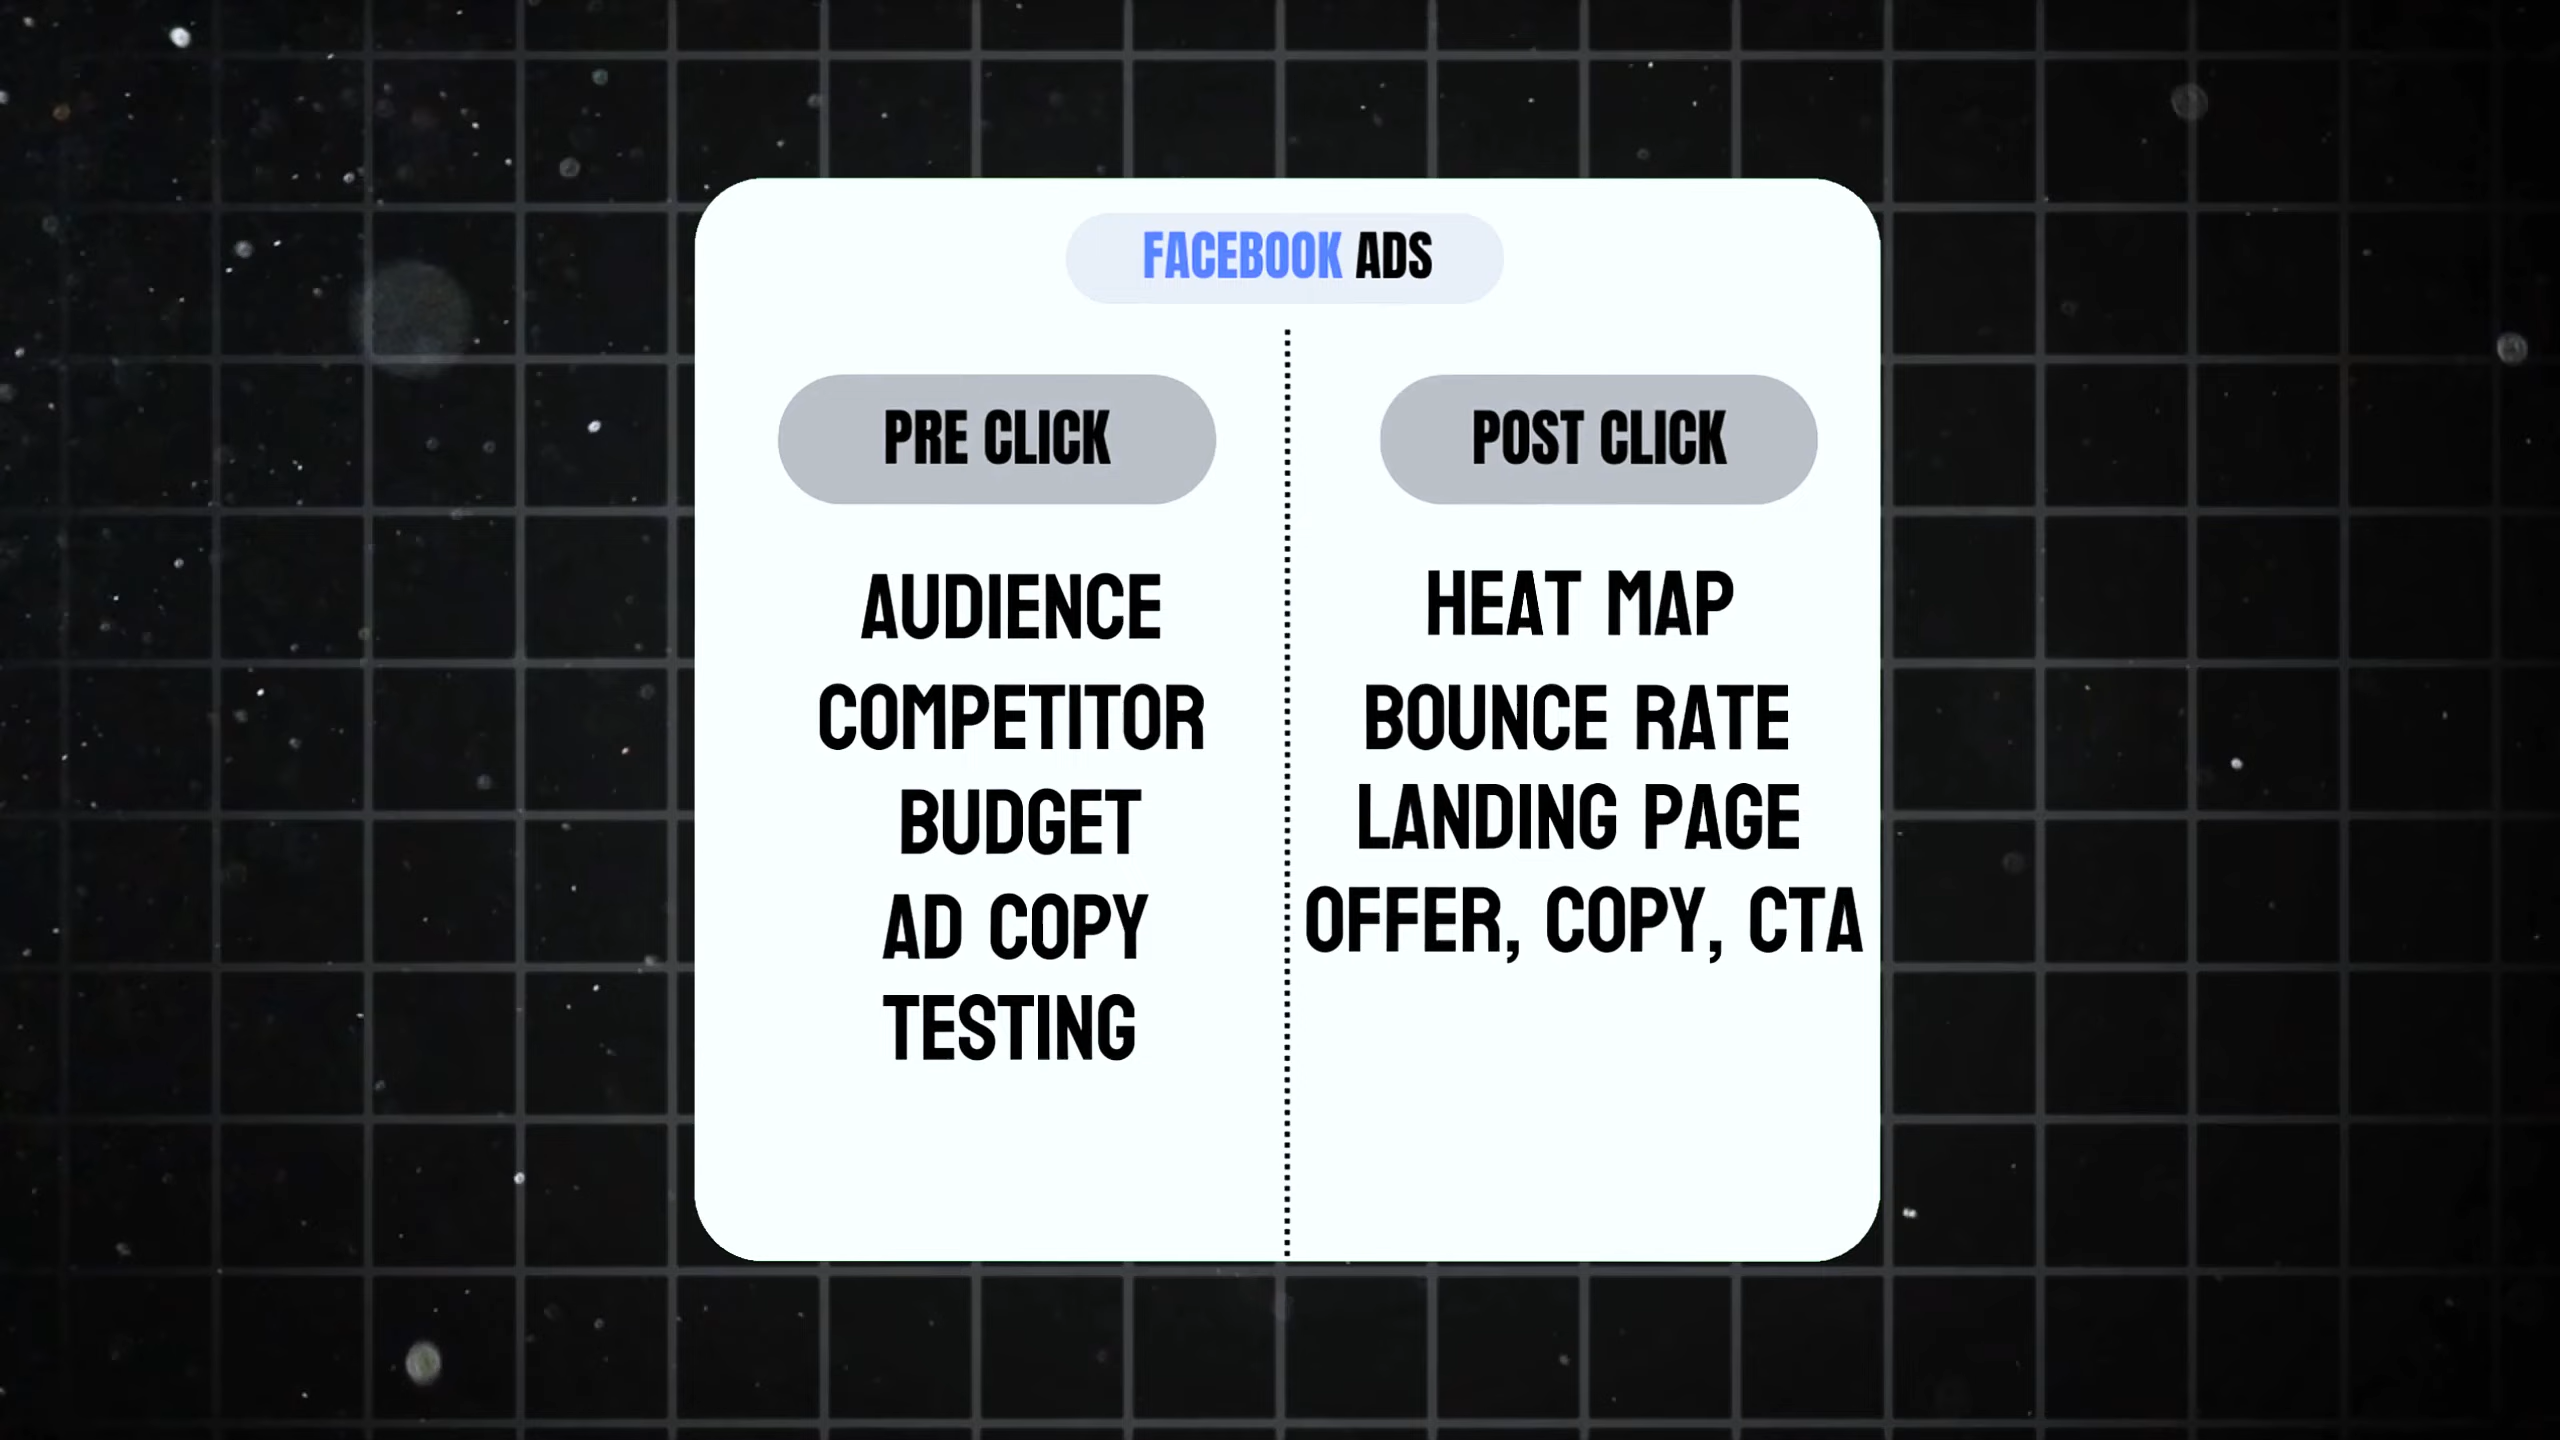 FACEBOOK ADS
PRE CLICK
AUDIENCE
COMPETITOR
BUDGET
AD COPY
TESTING
POST CLICK
HEAT MAP
BOUNCE RATE
LANDING PAGE
OFFER, COPY, CTA